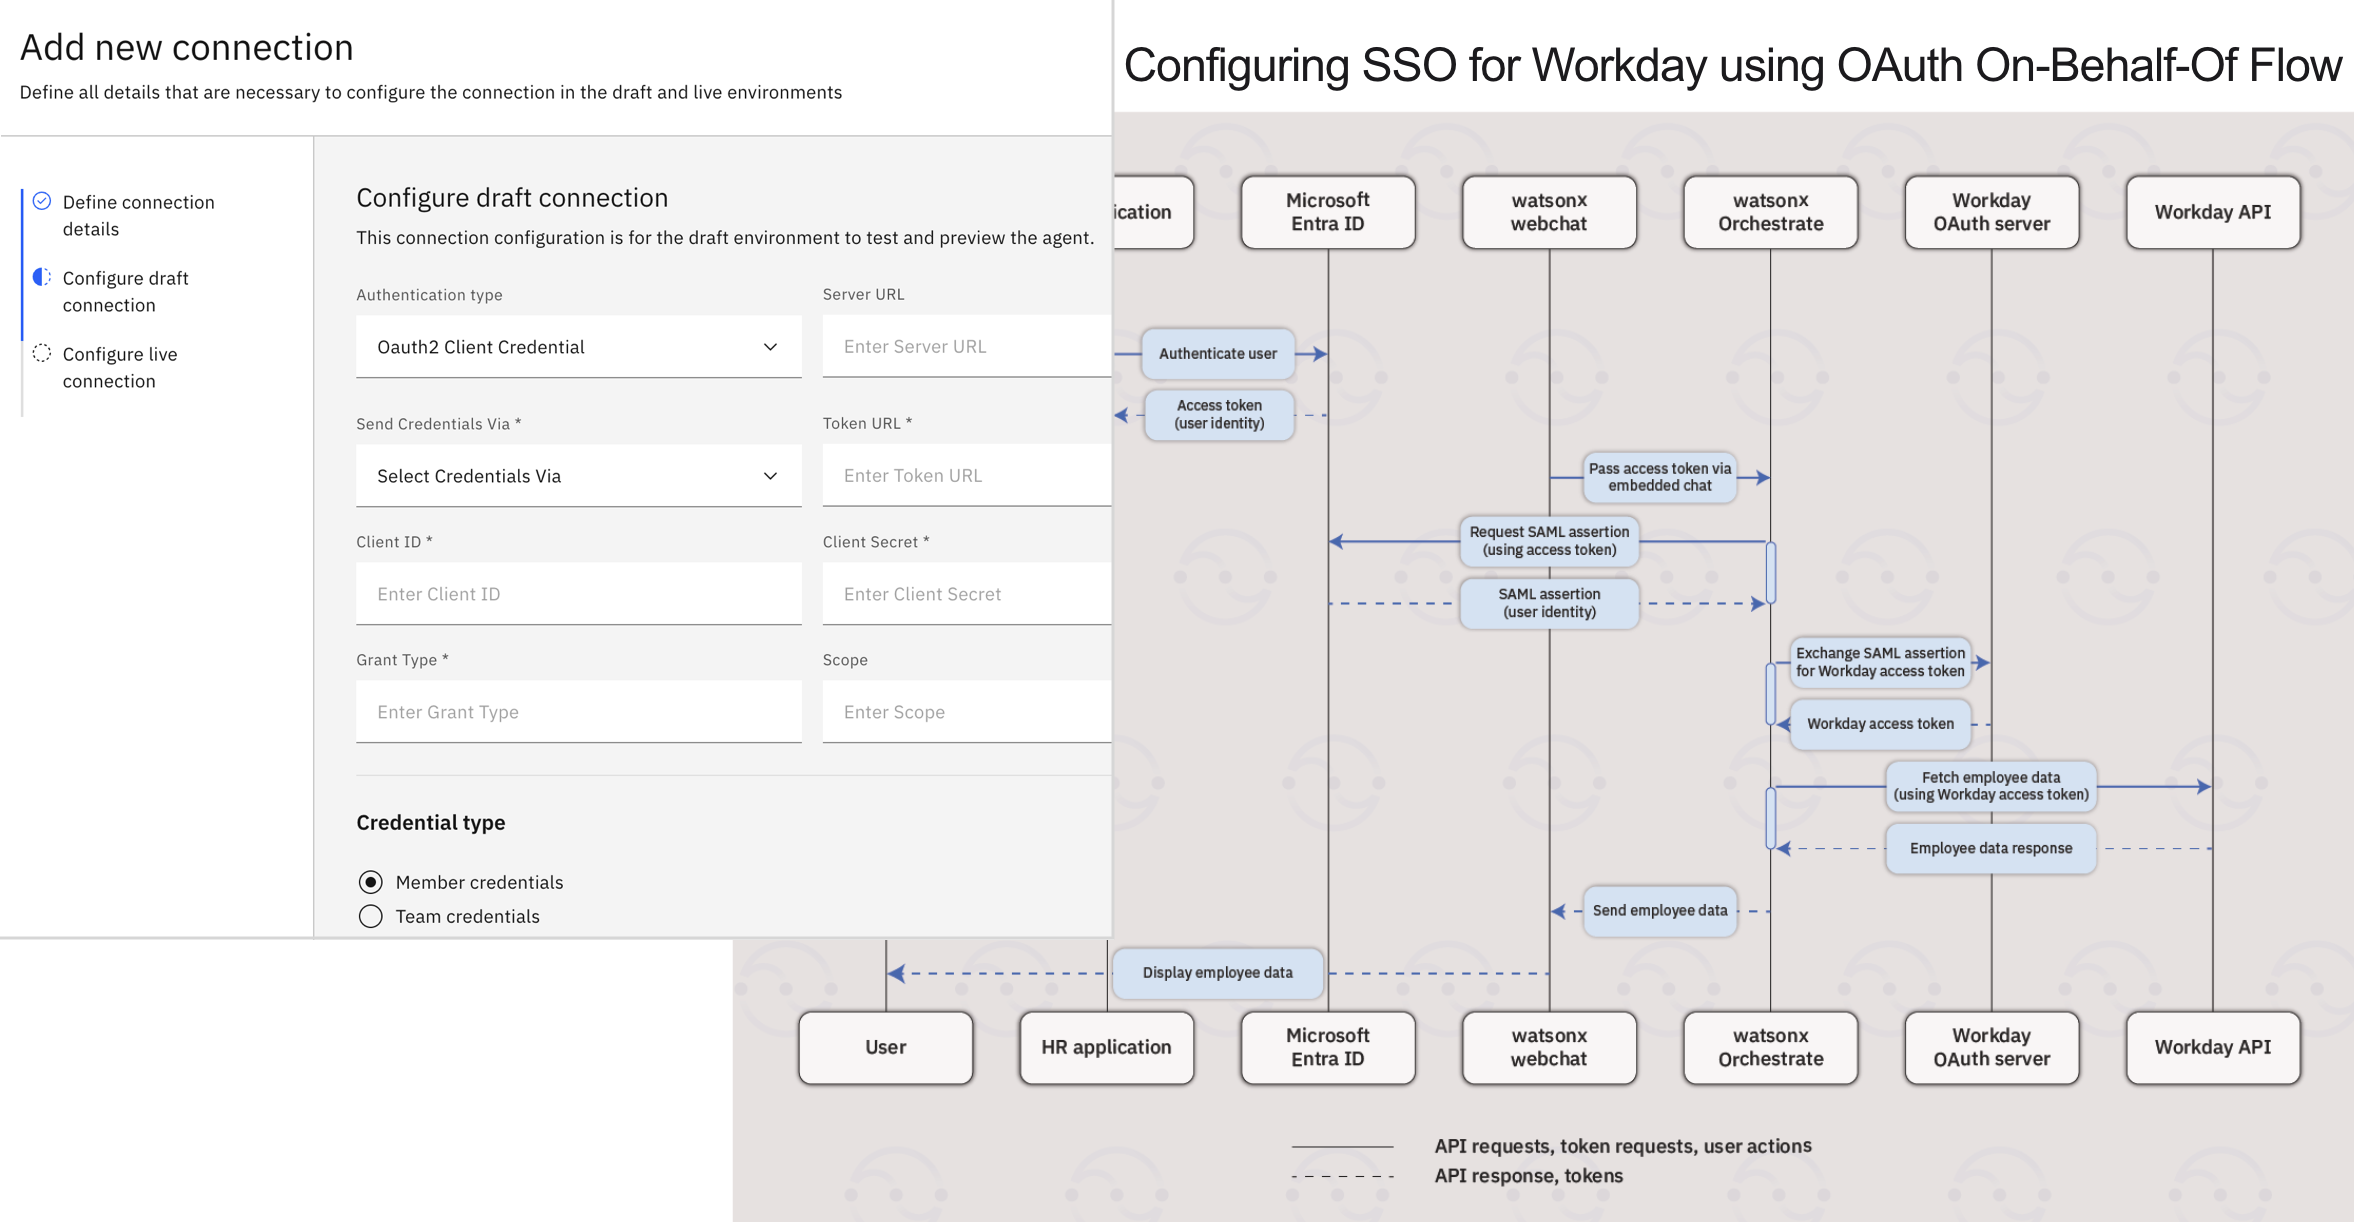 Add new connection
Define all details that are necessary to configure the connection in the draft and live environments
Define connection
details
Configure draft
connection
Configure live
connection
Configure draft connection
This connection configuration is for the draft environment to test and preview the agent.
Authentication type
Server URL
Oauth2 Client Credential
Enter Server URL
Send Credentials Via *
Token URL *
Select Credentials Via
Enter Token URL
Client ID *
Client Secret *
Enter Client ID
Enter Client Secret
Grant Type *
Scope
Enter Grant Type
Enter Scope
Credential type
Member credentials
Team credentials
Configuring SSO for Workday using OAuth On-Behalf-Of Flow
ication
Microsoft
Entra ID
watsonx
webchat
watsonx
Orchestrate
Workday
OAuth server
Workday API
Authenticate user
Access token
(user identity)
Pass access token via
embedded chat
Request SAML assertion
(using access token)
SAML assertion
(user identity)
Exchange SAML assertion
for Workday access token
Workday access token
Fetch employee data
(using Workday access token)
Employee data response
Send employee data
Display employee data
User
HR application
Microsoft
Entra ID
watsonx
webchat
watsonx
Orchestrate
Workday
OAuth server
Workday API
API requests, token requests, user actions
API response, tokens